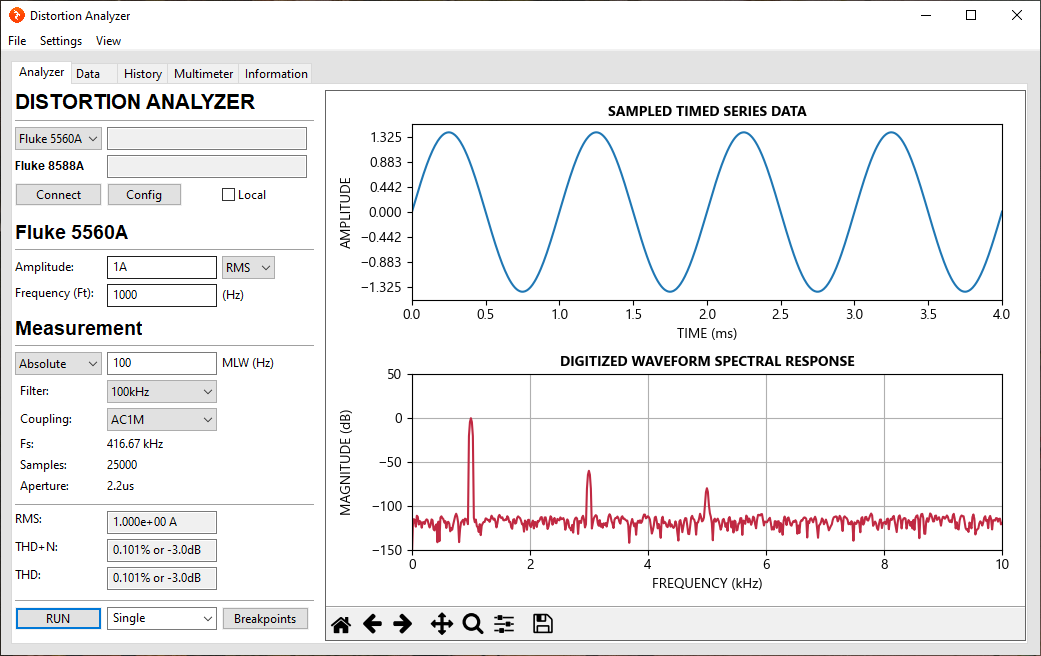 Distortion Analyzer
File Settings View
Analyzer Data History Multimeter Information
DISTORTION ANALYZER
Fluke 5560A
Fluke 8588A
Connect Config Local
Fluke 5560A
Amplitude: 1A RMS
Frequency (Ft): 1000 (Hz)
Measurement
Absolute 100 MLW (Hz)
Filter: 100kHz
Coupling: AC1M
Fs: 416.67 kHz
Samples: 25000
Aperture: 2.2us
RMS: 1.000e+00 A
THD+N: 0.101% or -3.0dB
THD: 0.101% or -3.0dB
RUN Single Breakpoints
SAMPLED TIMED SERIES DATA
AMPLITUDE
1.325
0.883
0.442
0.000
−0.442
−0.883
−1.325
0.0 0.5 1.0 1.5 2.0 2.5 3.0 3.5 4.0
TIME (ms)
DIGITIZED WAVEFORM SPECTRAL RESPONSE
MAGNITUDE (dB)
50
0
−50
−100
−150
0 2 4 6 8 10
FREQUENCY (kHz)